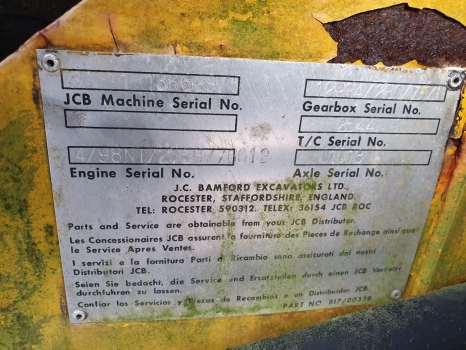 JCB Machine Serial No.
Gearbox Serial No.
T/C Serial No.
Engine Serial No.
Axle Serial No.
J.C. BAMFORD EXCAVATORS LTD.,
ROCESTER, STAFFORDSHIRE, ENGLAND.
TEL: ROCESTER 590312. TELEX: 36154 JCB ROC
Parts and Service are obtainable from your JCB Distributor.
Les Concessionaires JCB assurent la fourniture des Pieces de Rechange ainsi que
le Service Apres Ventes.
I servizi e la fornitura Parti di Ricambio sono assicurati dai nostri
Distributori JCB.
Seien Sie bedacht, die Service und Ersatzteilen durch einen JCB Vertreter
durchfuhren zu lassen.
Confiar los Servicios y Piezas de Recambios a un Distribuidor JCB.
PART NO 817/00338